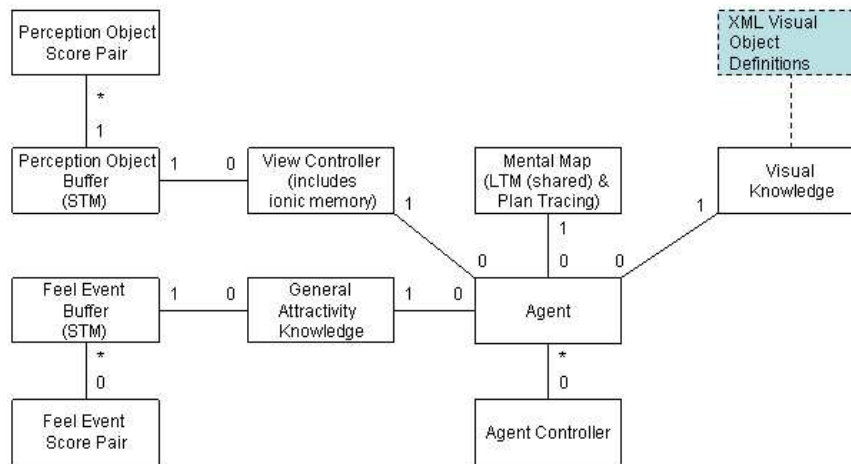 Perception Object
Score Pair
XML Visual
Object
Definitions
*
1
Perception Object
Buffer
(STM)
1
0
View Controller
(includes
ionic memory)
Mental Map
(LTM (shared) &
Plan Tracing)
Visual
Knowledge
1
1
1
0
0
0
Feel Event
Buffer
(STM)
1
0
General
Attractivity
Knowledge
1
0
Agent
*
0
*
0
Feel Event
Score Pair
Agent Controller